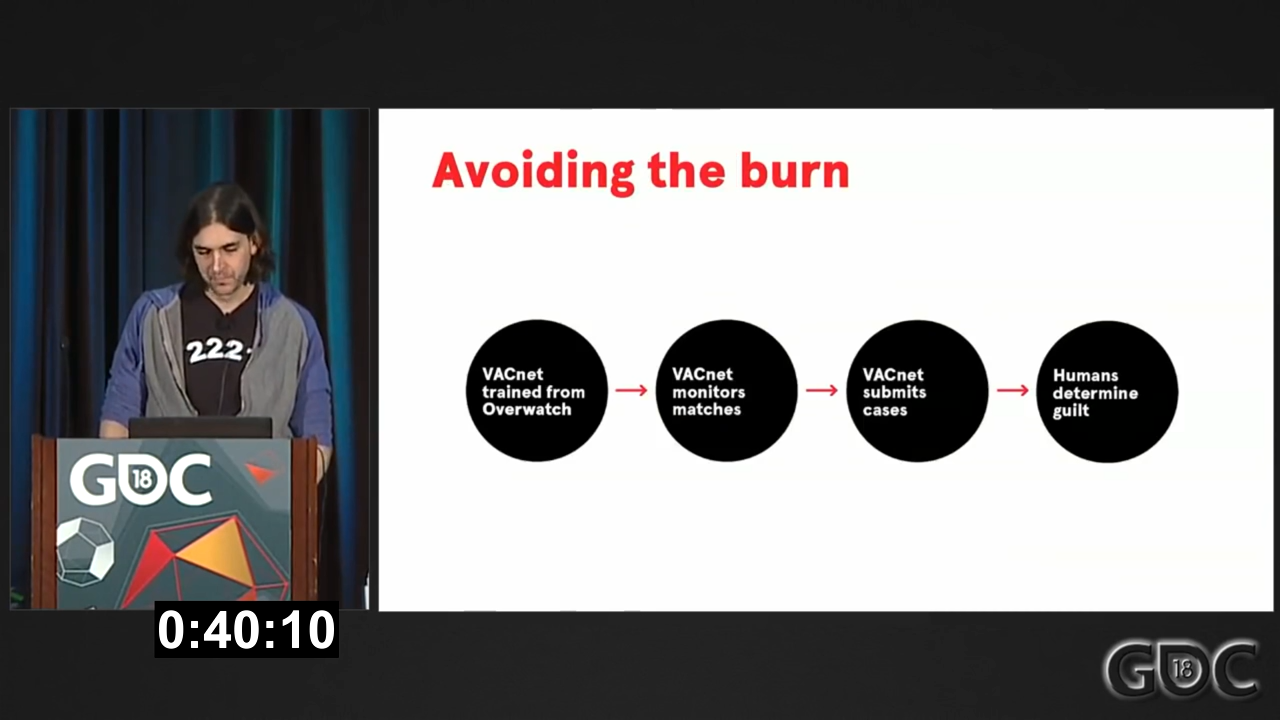 Avoiding the burn
VACnet
trained from
Overwatch
VACnet
monitors
matches
VACnet
submits
cases
Humans
determine
guilt
222
GDC
18
0:40:10
GDC
18